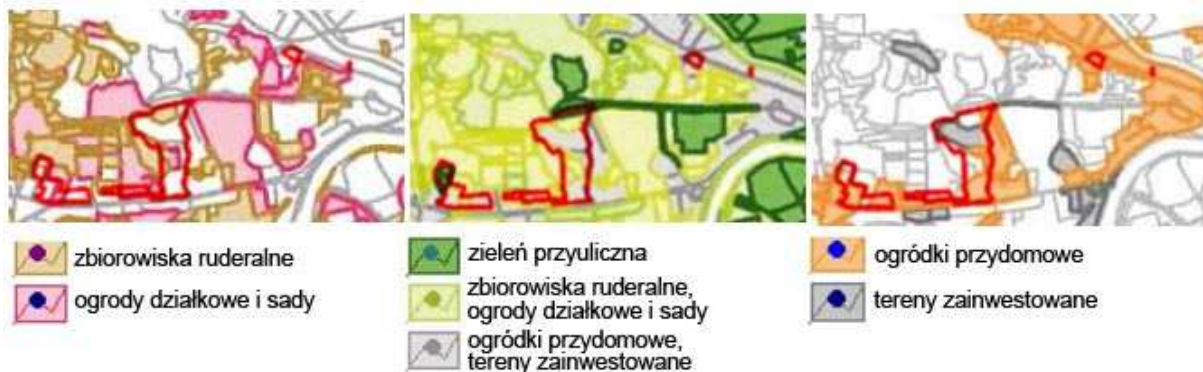 zbiorowiska ruderalne
ogrody działkowe i sady
zieleń przyuliczna
zbiorowiska ruderalne,
ogrody działkowe i sady
ogródki przydomowe,
tereny zainwestowane
ogródki przydomowe
tereny zainwestowane